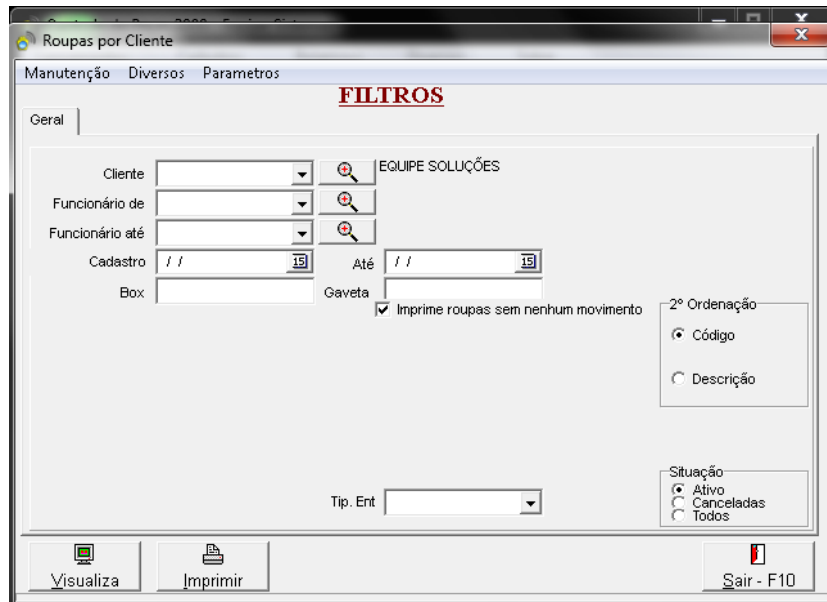 Roupas por Cliente
Manutenção Diversos Parametros
FILTROS
Geral
Cliente EQUIPE SOLUÇÕES
Funcionário de
Funcionário até
Cadastro / / 15 Até / / 15
Box Gaveta
Imprime roupas sem nenhum movimento
2º Ordenação
Código
Descrição
Situação
Ativo
Canceladas
Todos
Tip. Ent
Visualiza Imprimir Sair - F10